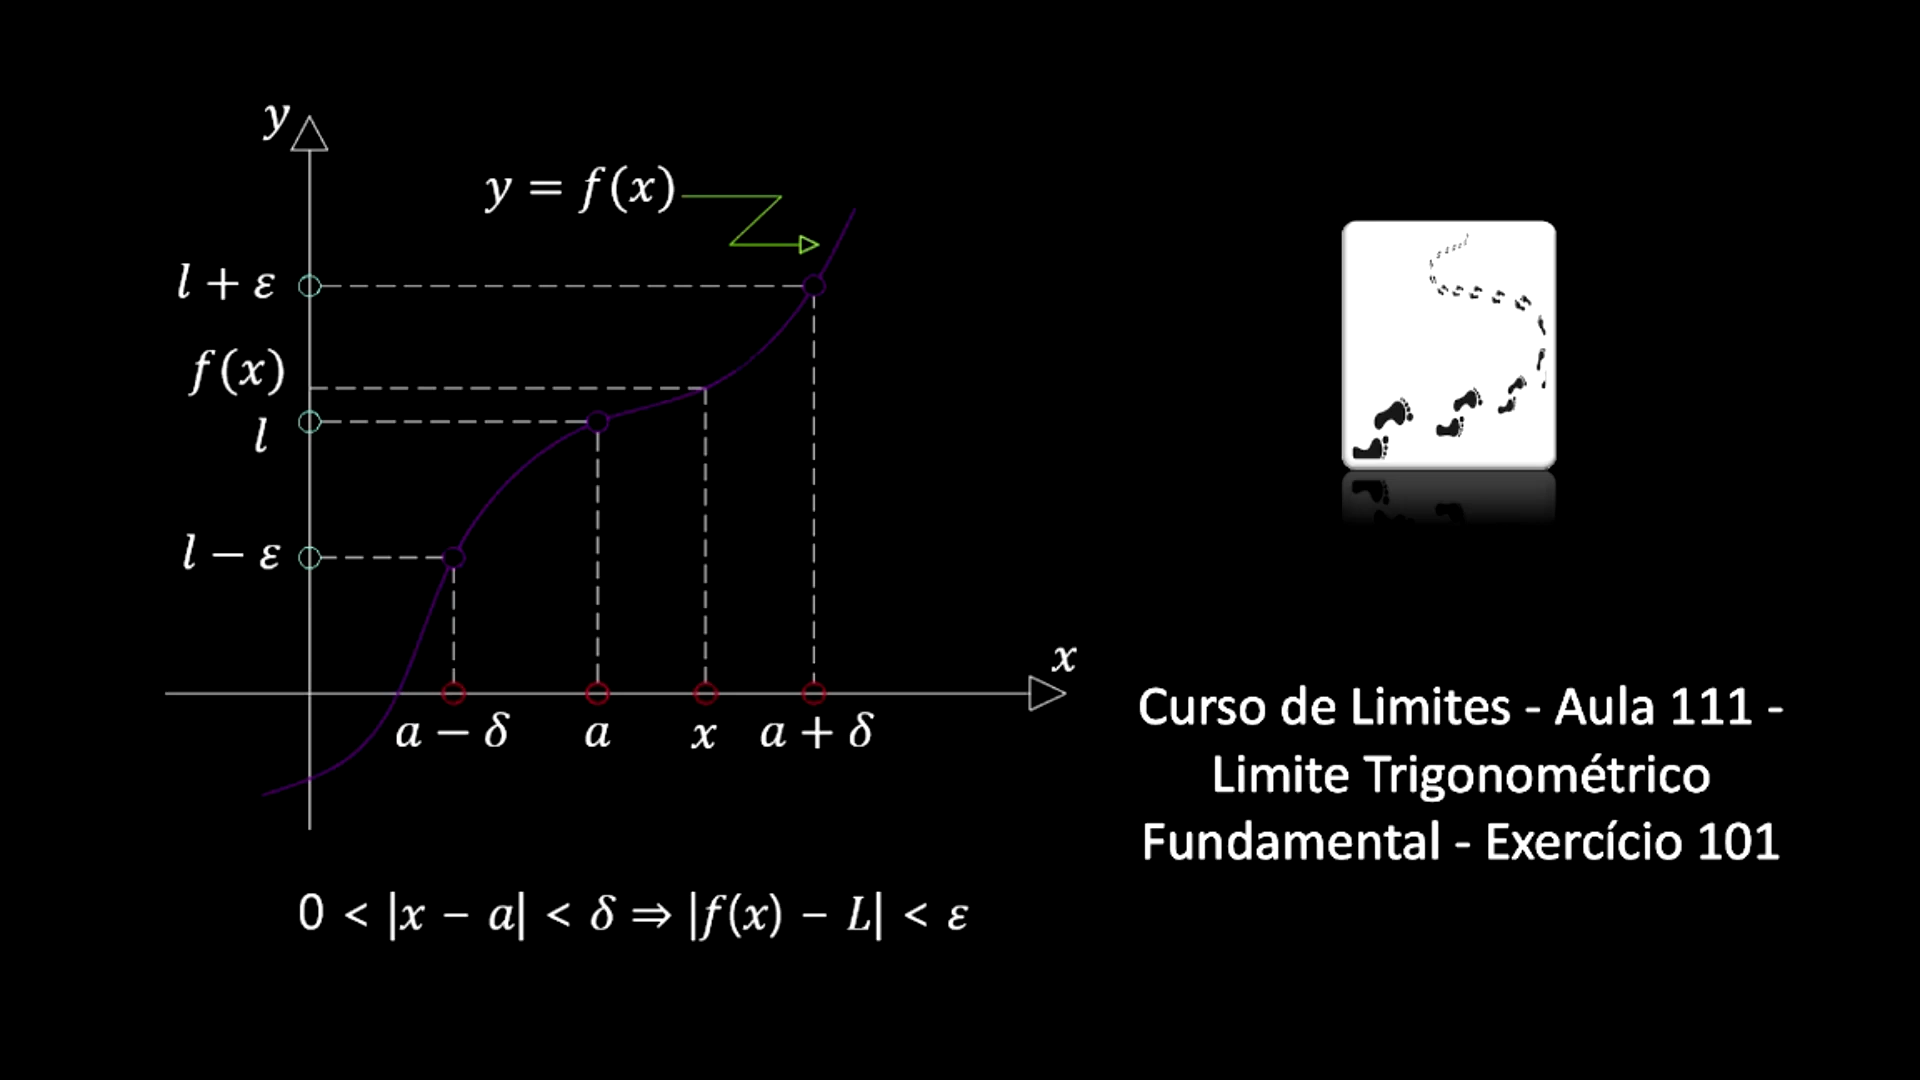 y
y = f(x)
l + ε
f(x)
l
l − ε
x
a − δ
a
x
a + δ
0 < |x − a| < δ ⇒ |f(x) − L| < ε
Curso de Limites - Aula 111 -
Limite Trigonométrico
Fundamental - Exercício 101